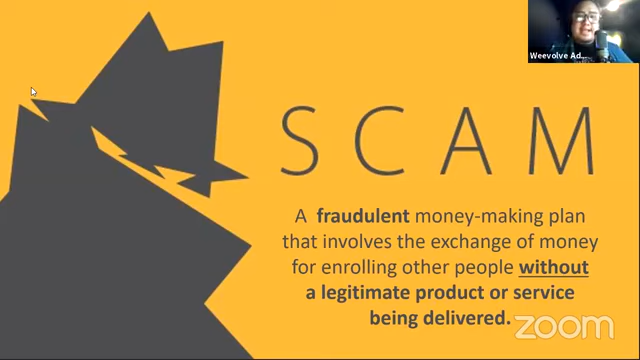 Weevolve Ad...
SCAM
A fraudulent money-making plan
that involves the exchange of money
for enrolling other people without
a legitimate product or service
being delivered.
zoom